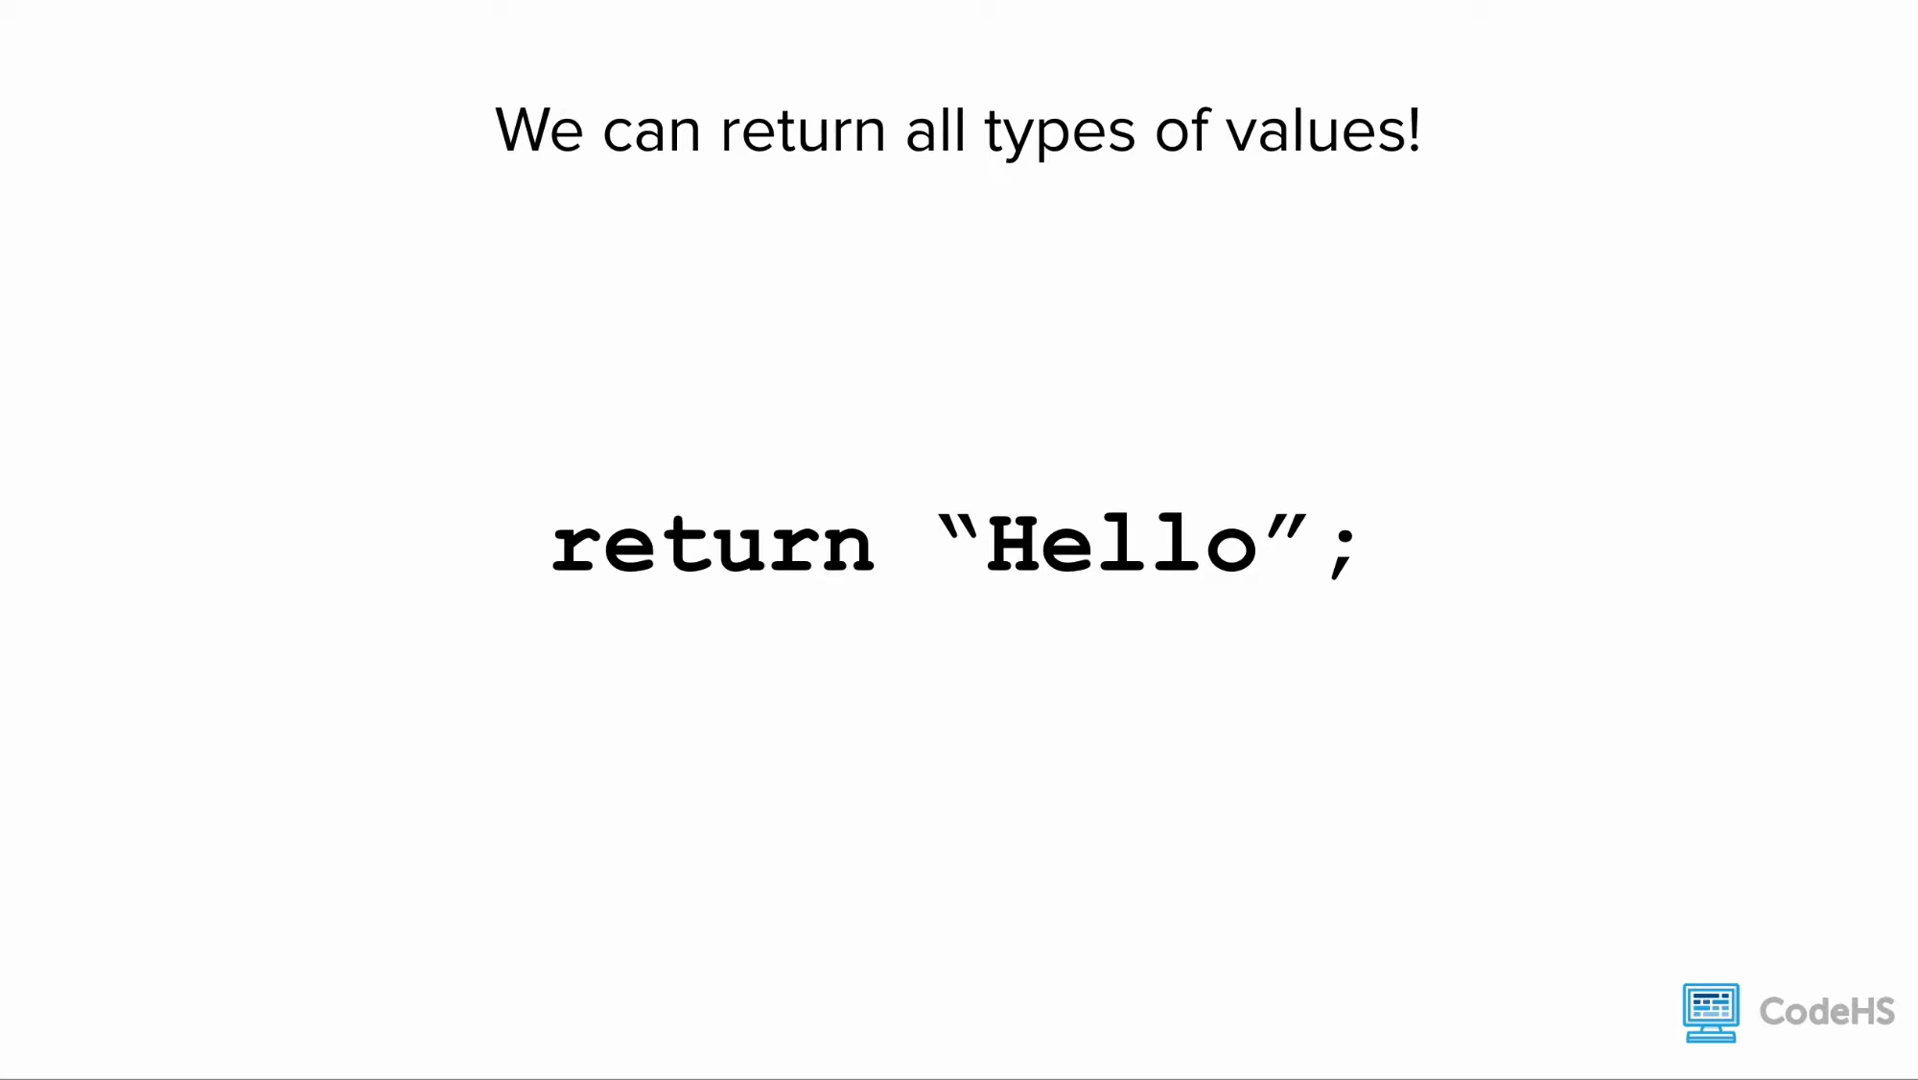 We can return all types of values!
return “Hello”;
CodeHS